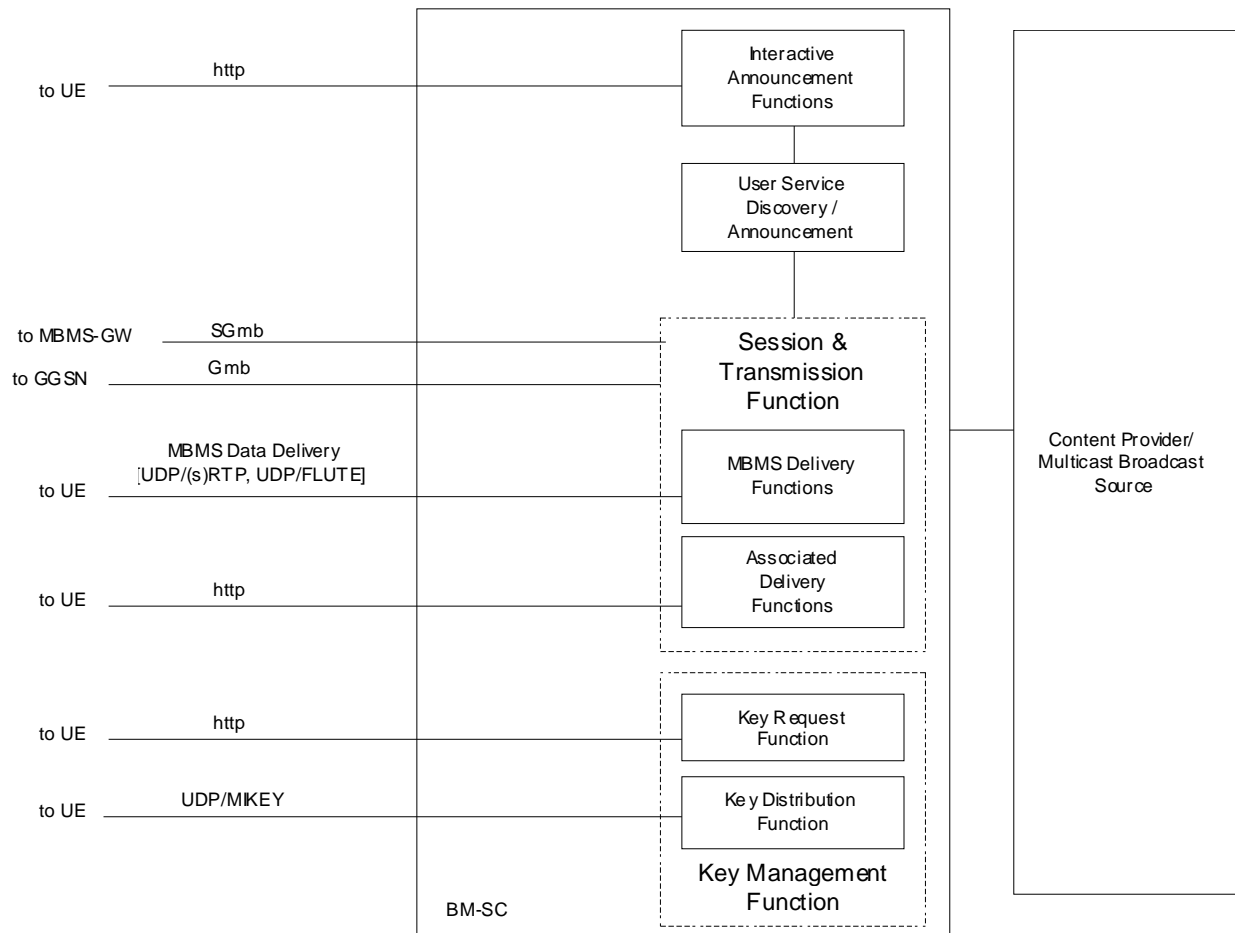 Interactive
Announcement
Functions
http
to UE
User Service
Discovery /
Announcement
to MBMS-GW
SGmb
to GGSN
Gmb
Session &
Transmission
Function
MBMS Data Delivery
[UDP/(s)RTP, UDP/FLUTE]
to UE
MBMS Delivery
Functions
Content Provider/
Multicast Broadcast
Source
Associated
Delivery
Functions
http
to UE
Key Request
Function
http
to UE
Key Distribution
Function
UDP/MIKEY
to UE
Key Management
Function
BM-SC